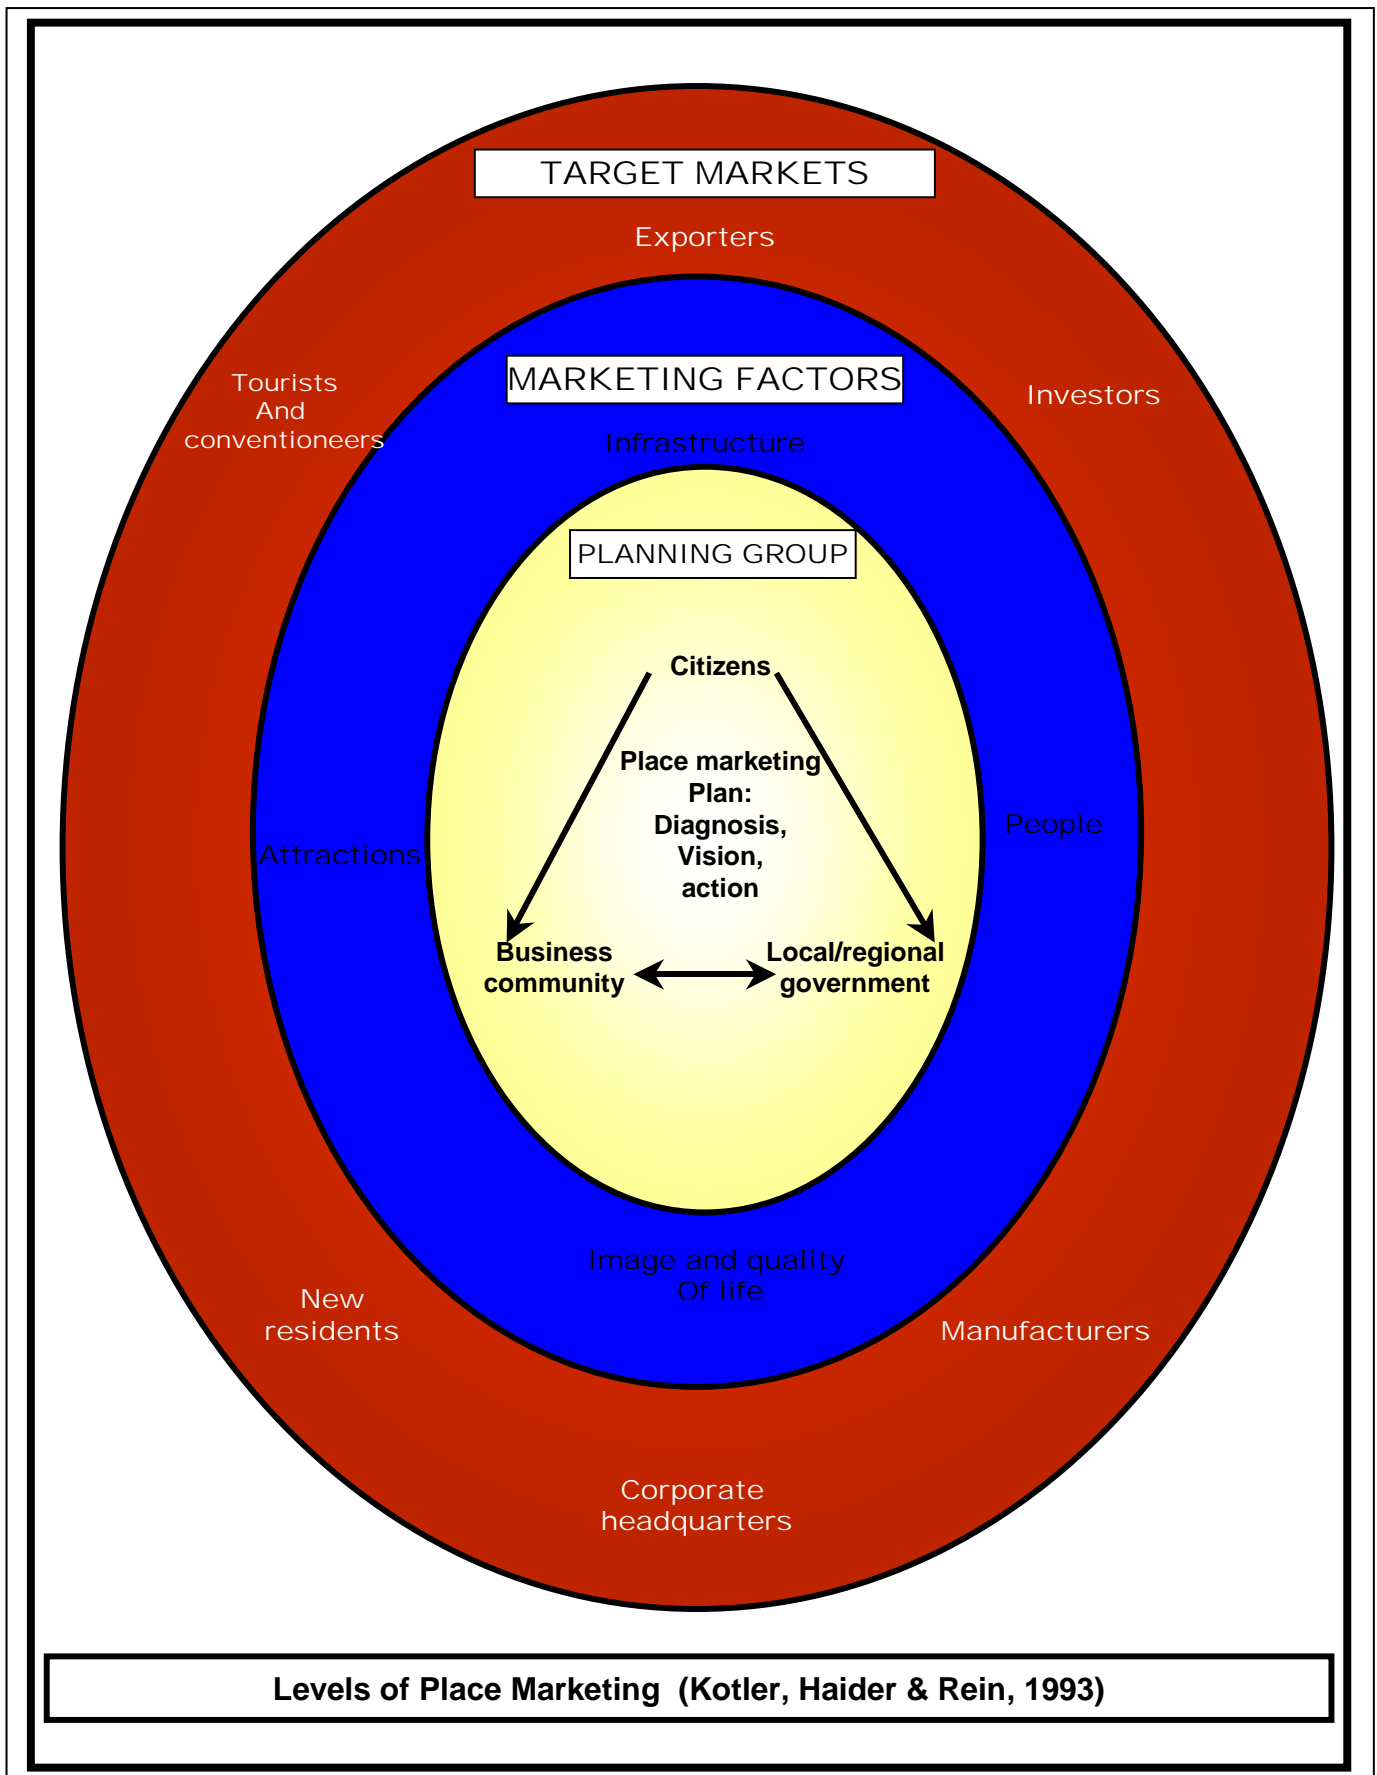 TARGET MARKETS
Exporters
Tourists
And
conventioneers
Investors
MARKETING FACTORS
Infrastructure
PLANNING GROUP
Citizens
Place marketing
Plan:
Diagnosis,
Vision,
action
People
Attractions
Business
community
Local/regional
government
Image and quality
Of life
New
residents
Manufacturers
Corporate
headquarters
Levels of Place Marketing (Kotler, Haider & Rein, 1993)